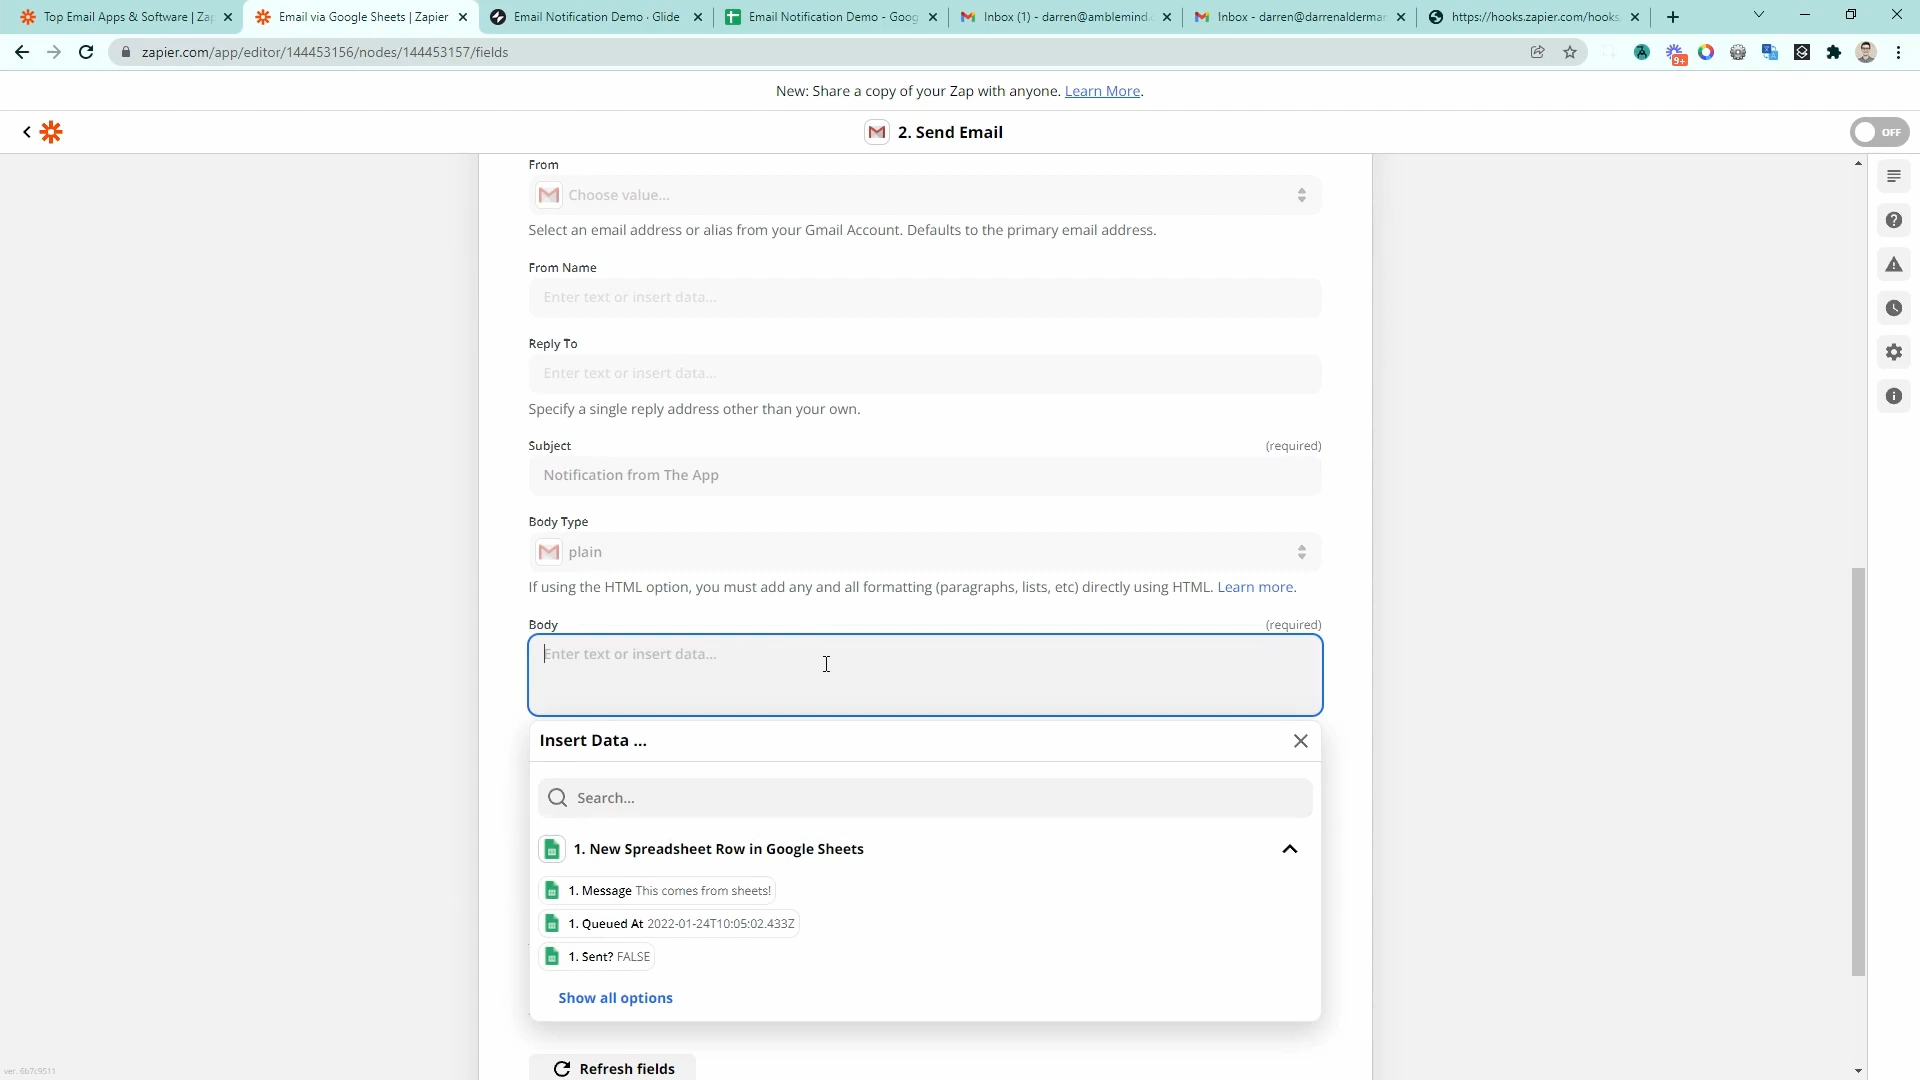 Top Email Apps & Software | Zap
Email via Google Sheets | Zapier
Email Notification Demo · Glide
Email Notification Demo - Goog
Inbox (1) - darren@amblemind.c
Inbox - darren@darrenalderman
https://hooks.zapier.com/hooks
zapier.com/app/editor/144453156/nodes/144453157/fields
9+
New: Share a copy of your Zap with anyone. Learn More.
2. Send Email
OFF
From
Choose value...
Select an email address or alias from your Gmail Account. Defaults to the primary email address.
From Name
Enter text or insert data...
Reply To
Enter text or insert data...
Specify a single reply address other than your own.
Subject (required)
Notification from The App
Body Type
plain
If using the HTML option, you must add any and all formatting (paragraphs, lists, etc) directly using HTML. Learn more.
Body (required)
Enter text or insert data...
Insert Data ...
Search...
1. New Spreadsheet Row in Google Sheets
1. Message This comes from sheets!
1. Queued At 2022-01-24T10:05:02.433Z
1. Sent? FALSE
Show all options
Refresh fields
ver. 6b7c9511